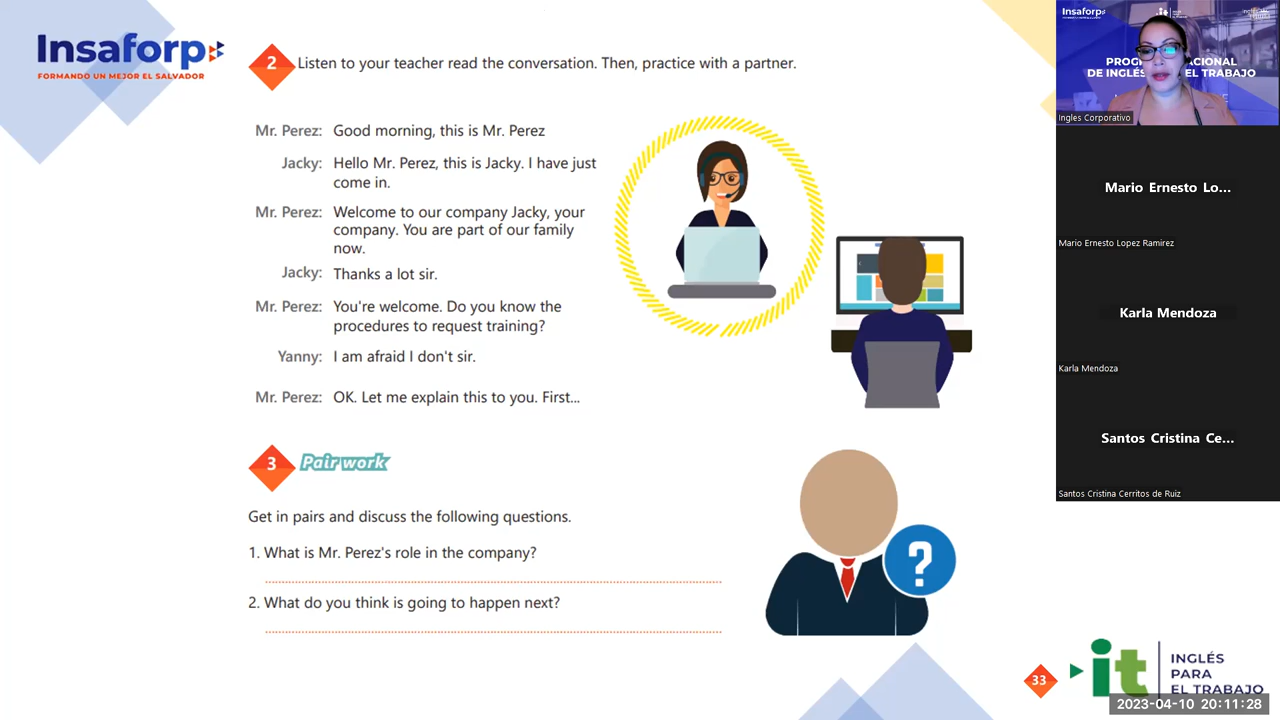 Insaforp
FORMANDO UN MEJOR EL SALVADOR
2
Listen to your teacher read the conversation. Then, practice with a partner.
Mr. Perez: Good morning, this is Mr. Perez
Jacky: Hello Mr. Perez, this is Jacky. I have just
come in.
Mr. Perez: Welcome to our company Jacky, your
company. You are part of our family
now.
Jacky: Thanks a lot sir.
Mr. Perez: You're welcome. Do you know the
procedures to request training?
Yanny: I am afraid I don't sir.
Mr. Perez: OK. Let me explain this to you. First...
3
Pair work
Get in pairs and discuss the following questions.
1. What is Mr. Perez's role in the company?
2. What do you think is going to happen next?
?
33
it
INGLÉS
PARA
EL TRABAJO
2023-04-10 20:11:28
Insaforp
it
PROG
NACIONAL
DE INGLÉS
EL TRABAJO
Ingles Corporativo
Mario Ernesto Lo...
Mario Ernesto Lopez Ramirez
Karla Mendoza
Karla Mendoza
Santos Cristina Ce...
Santos Cristina Cerritos de Ruiz